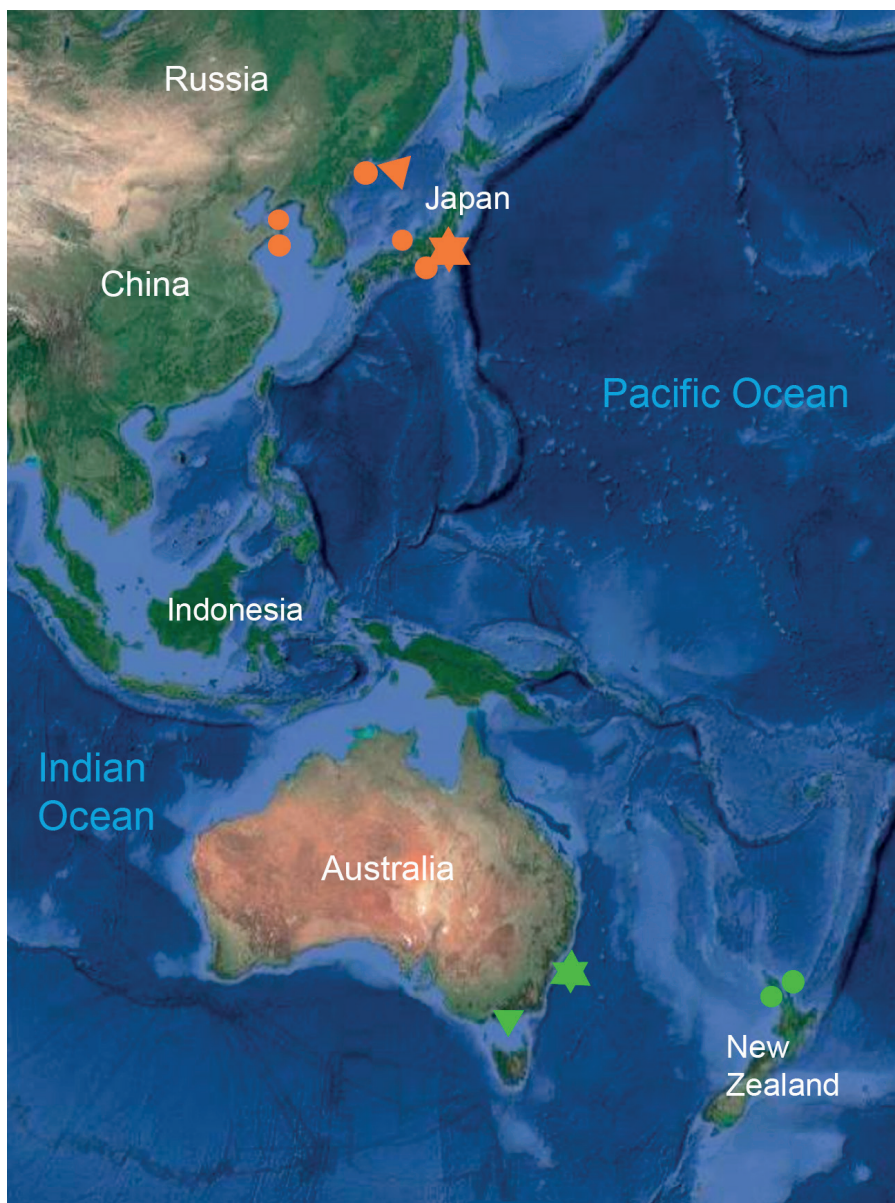 Russia
Japan
China
Pacific Ocean
Indonesia
Indian
Ocean
Australia
New
Zealand